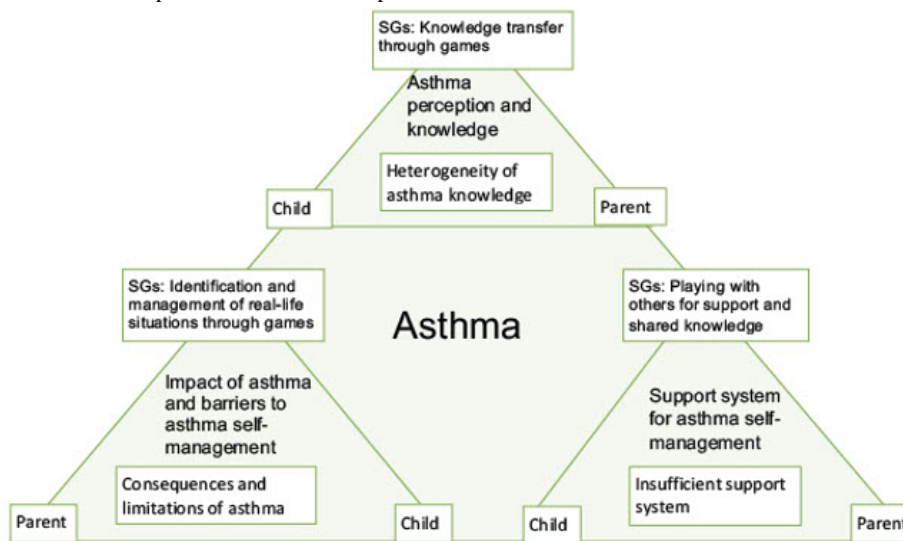 SGs: Knowledge transfer
through games
Asthma
perception and
knowledge
Heterogeneity of
asthma knowledge
Child
Parent
SGs: Identification and
management of real-life
situations through games
Asthma
SGs: Playing with
others for support and
shared knowledge
Impact of asthma
and barriers to
asthma self-
management
Consequences and
limitations of asthma
Parent
Child
Support system
for asthma self-
management
Insufficient support
system
Child
Parent